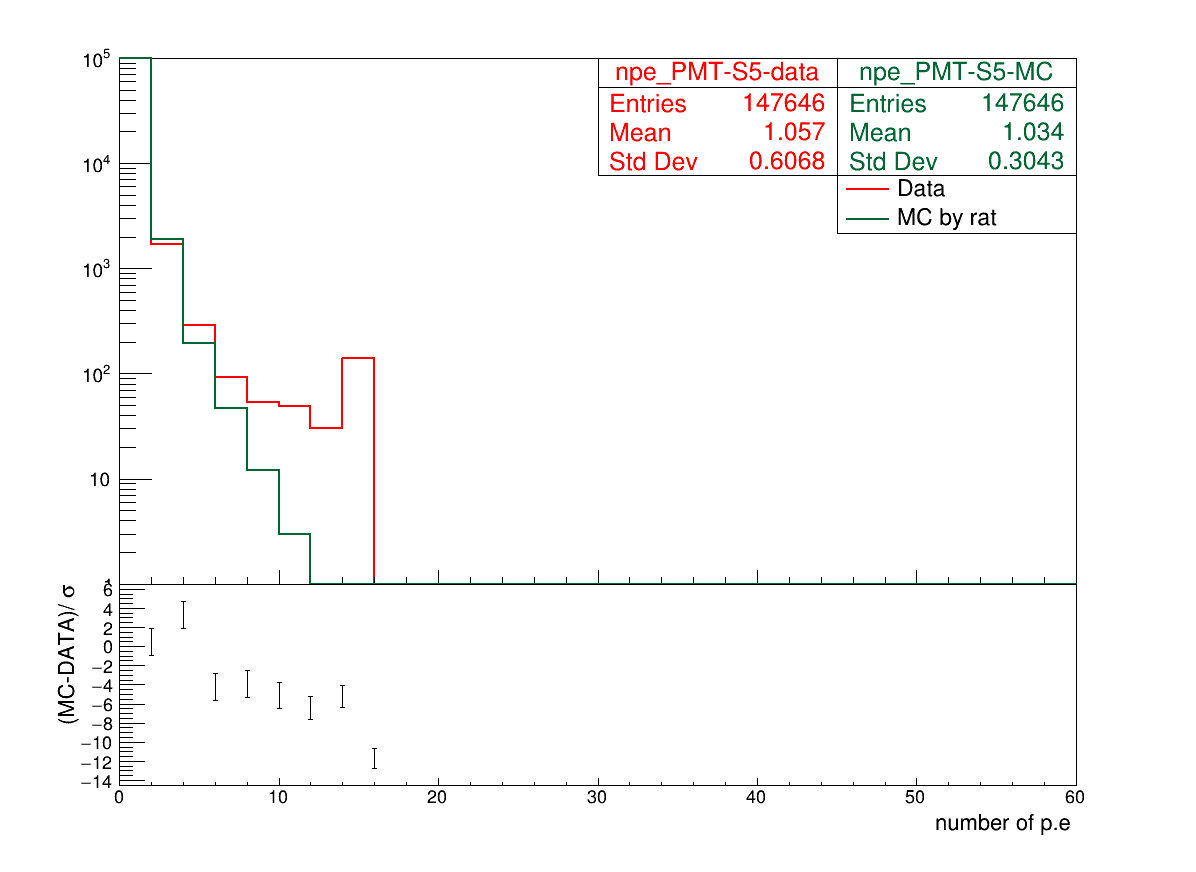 npe_PMT-S5-data
Entries 147646
Mean 1.057
Std Dev 0.6068
npe_PMT-S5-MC
Entries 147646
Mean 1.034
Std Dev 0.3043
Data
MC by rat
10^5
10^4
10^3
10^2
10
1
(MC-DATA)/ σ
6
4
2
0
−2
−4
−6
−8
−10
−12
−14
0 10 20 30 40 50 60
number of p.e